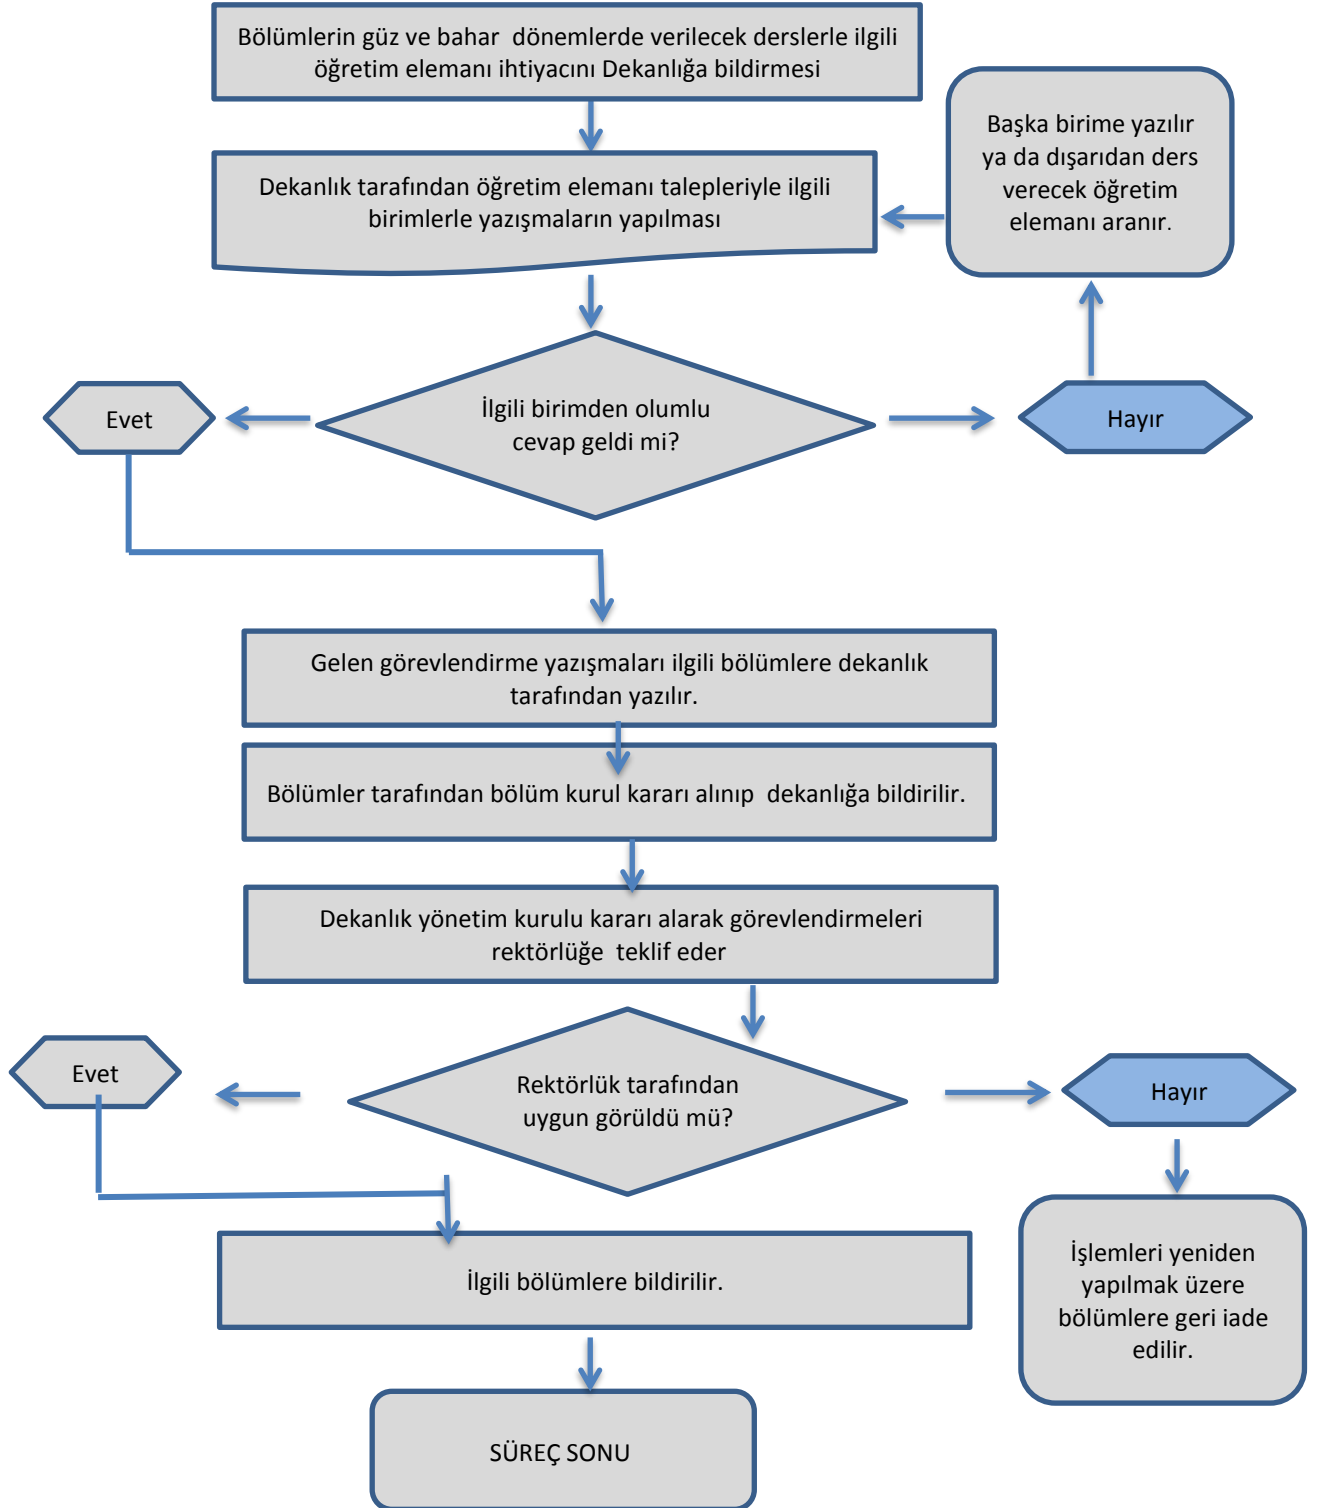 Bölümlerin güz ve bahar  dönemlerde verilecek derslerle ilgili
öğretim elemanı ihtiyacını Dekanlığa bildirmesi
Başka birime yazılır
ya da dışarıdan ders
verecek öğretim
elemanı aranır.
Dekanlık tarafından öğretim elemanı talepleriyle ilgili
birimlerle yazışmaların yapılması
Evet
İlgili birimden olumlu
cevap geldi mi?
Hayır
Gelen görevlendirme yazışmaları ilgili bölümlere dekanlık
tarafından yazılır.
Bölümler tarafından bölüm kurul kararı alınıp  dekanlığa bildirilir.
Dekanlık yönetim kurulu kararı alarak görevlendirmeleri
rektörlüğe  teklif eder
Evet
Rektörlük tarafından
uygun görüldü mü?
Hayır
İlgili bölümlere bildirilir.
İşlemleri yeniden
yapılmak üzere
bölümlere geri iade
edilir.
SÜREÇ SONU